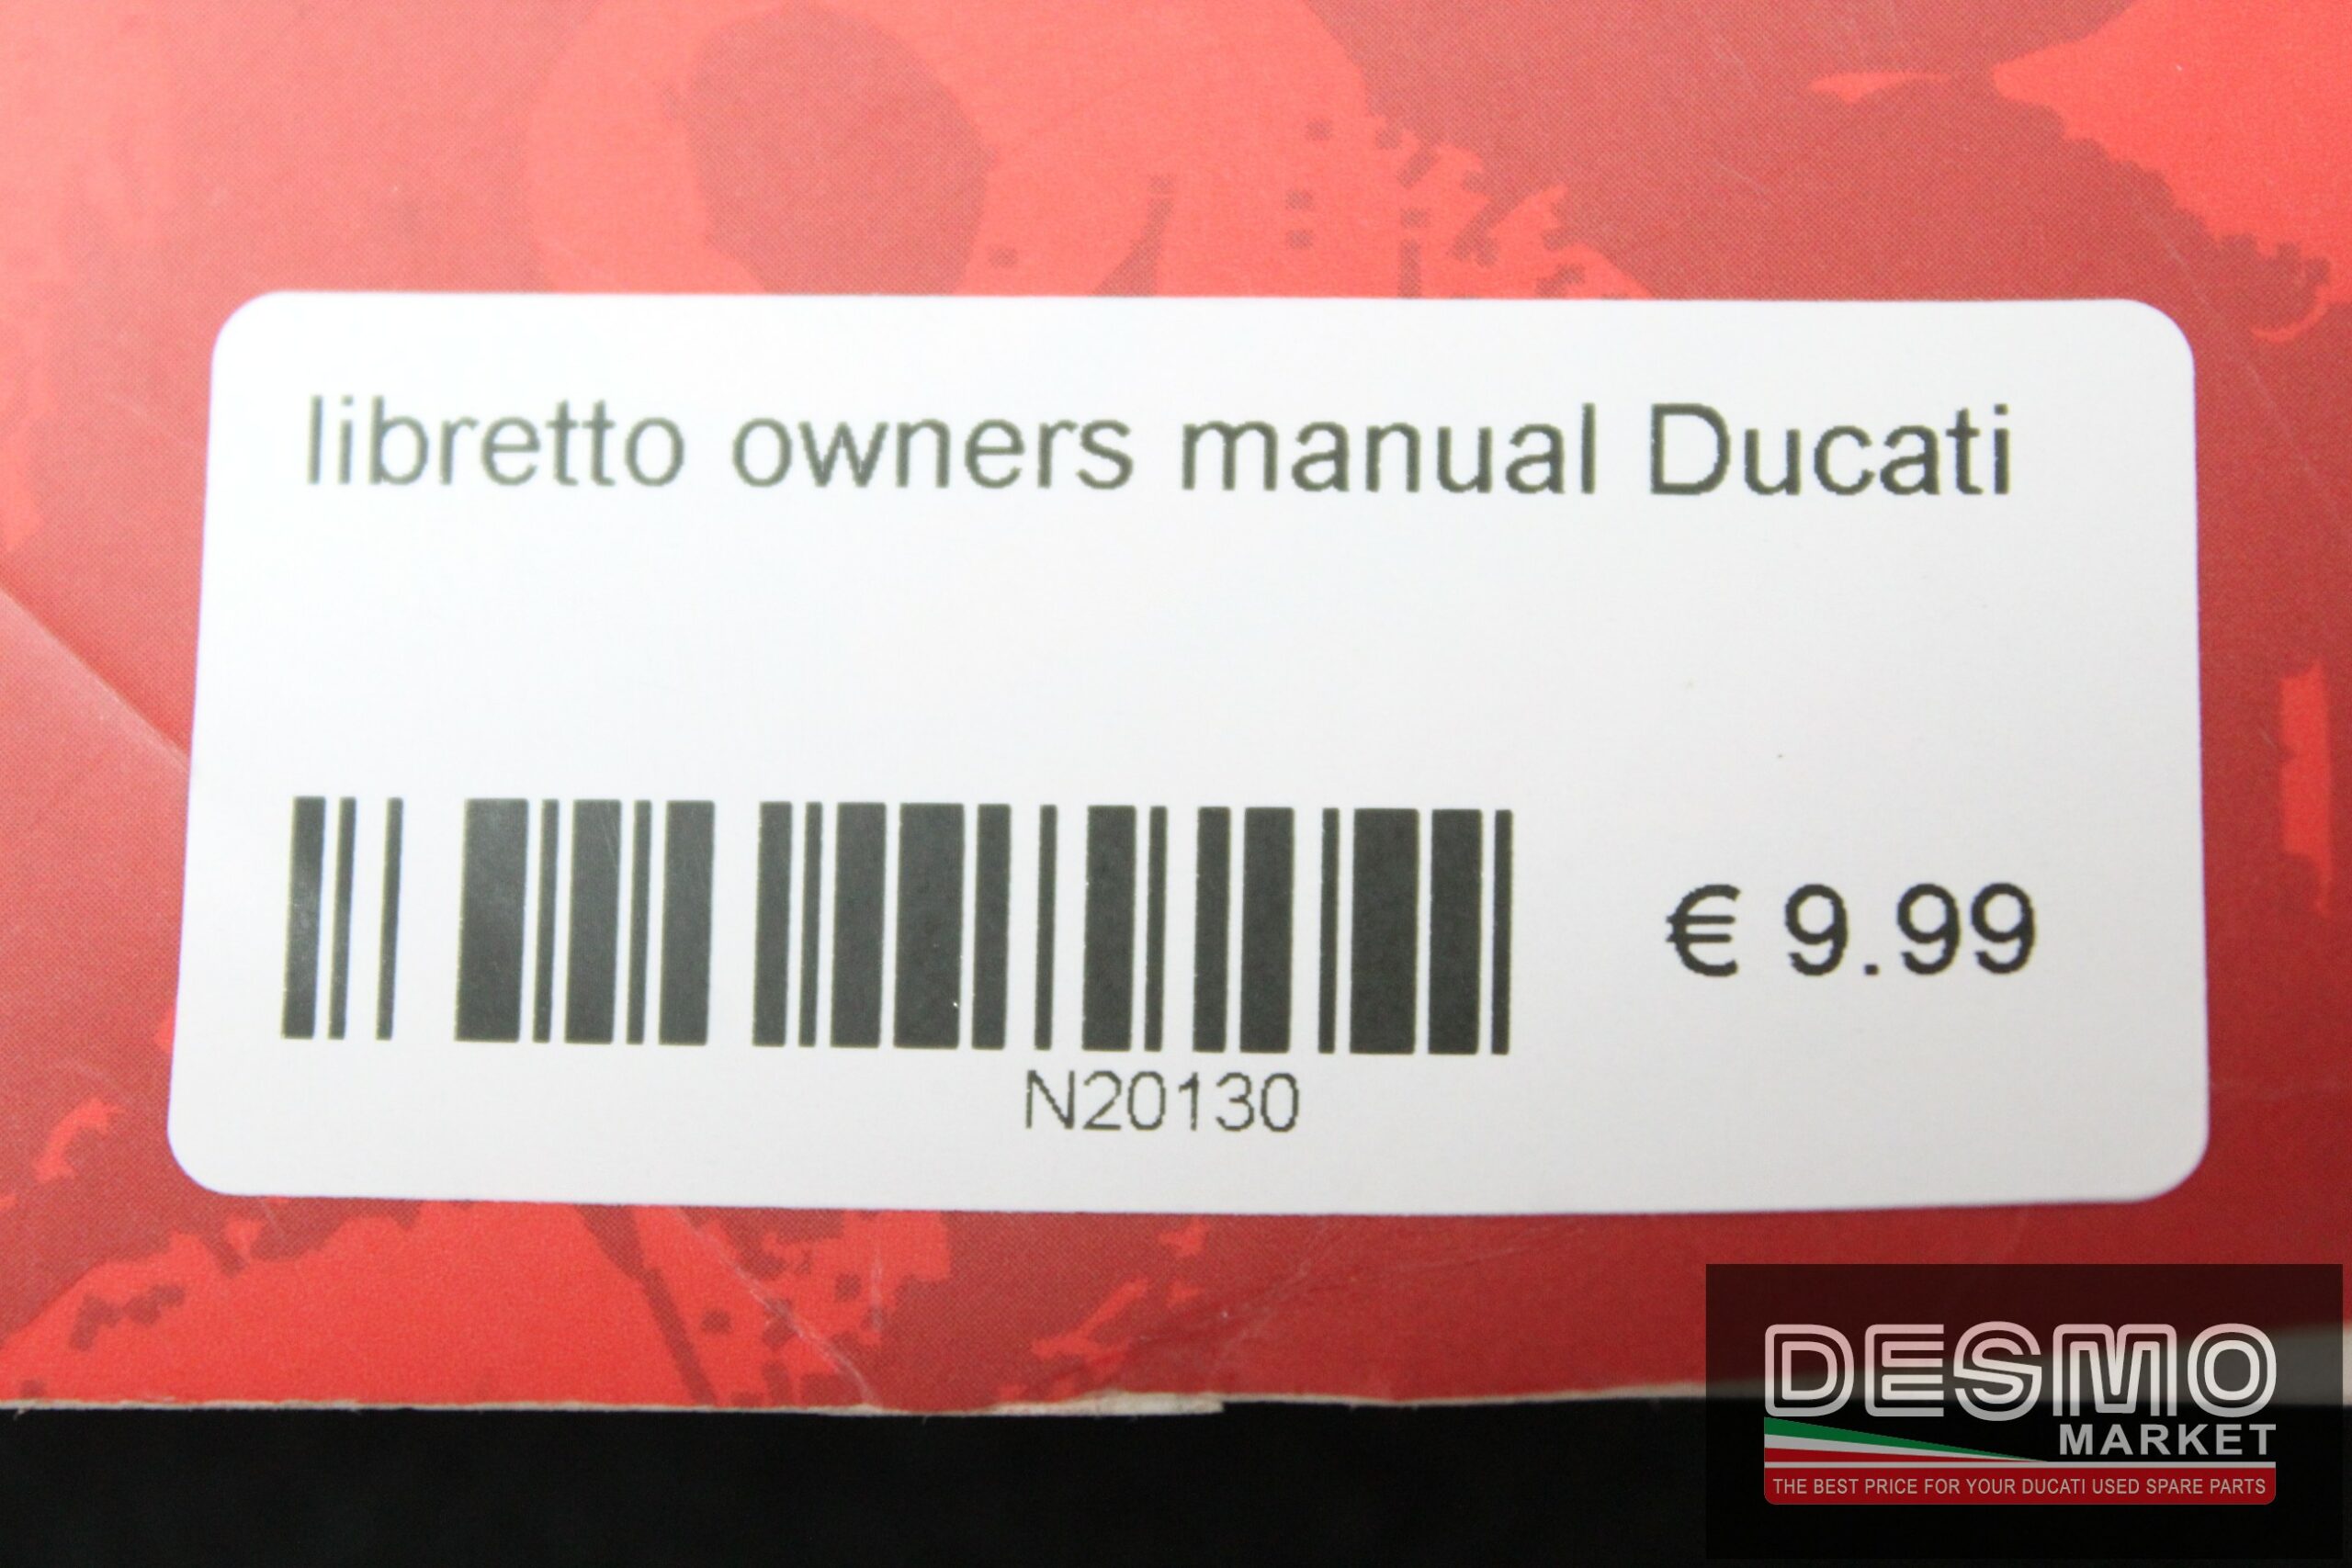 libretto owners manual Ducati
€ 9.99
N20130
DESMO
MARKET
THE BEST PRICE FOR YOUR DUCATI USED SPARE PARTS